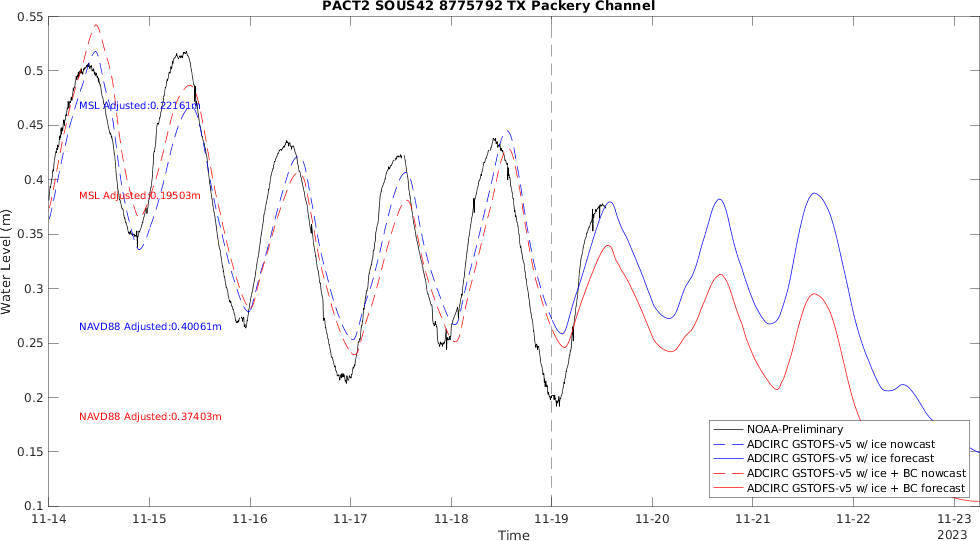 PACT2 SOUS42 8775792 TX Packery Channel
0.55
0.5
0.45
0.4
0.35
0.3
0.25
0.2
0.15
0.1
Water Level (m)
MSL Adjusted:0.22161m
MSL Adjusted:0.19503m
NAVD88 Adjusted:0.40061m
NAVD88 Adjusted:0.37403m
NOAA-Preliminary
ADCIRC GSTOFS-v5 w/ ice nowcast
ADCIRC GSTOFS-v5 w/ ice forecast
ADCIRC GSTOFS-v5 w/ ice + BC nowcast
ADCIRC GSTOFS-v5 w/ ice + BC forecast
11-14 11-15 11-16 11-17 11-18 11-19 11-20 11-21 11-22 11-23
2023
Time